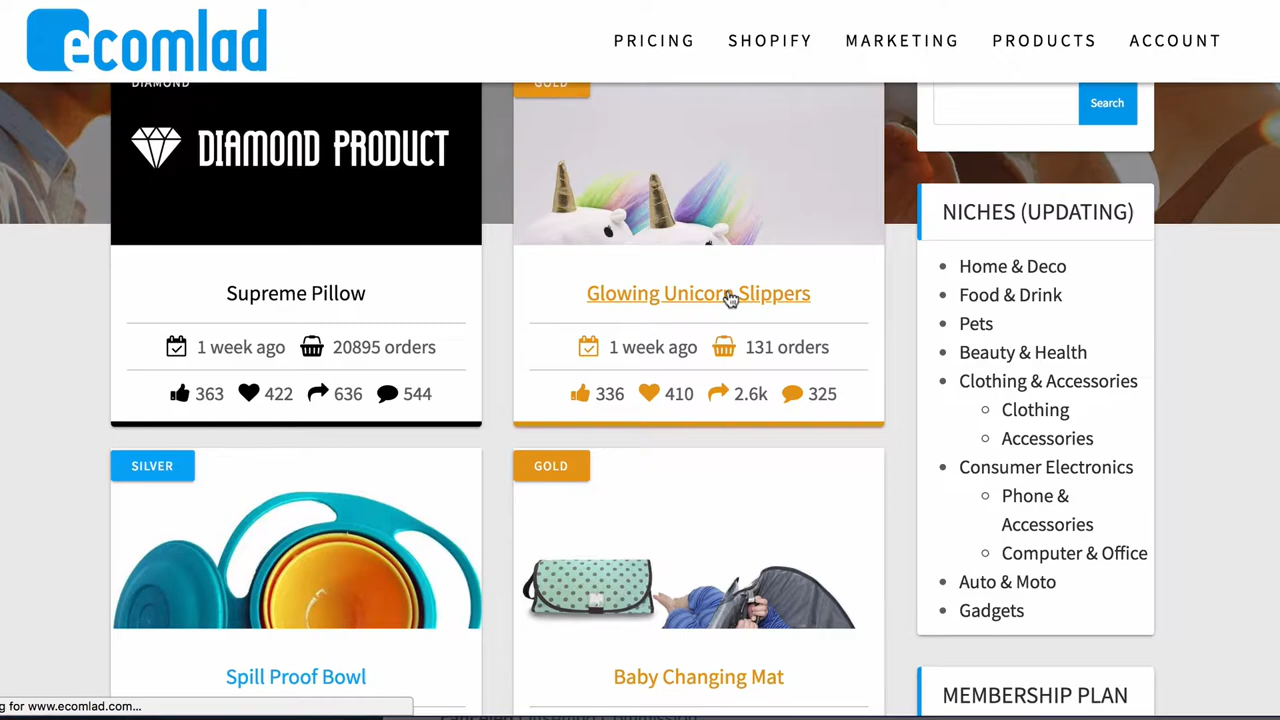 ecomlad
PRICING SHOPIFY MARKETING PRODUCTS ACCOUNT
DIAMOND
GOLD
DIAMOND PRODUCT
Search
Supreme Pillow
1 week ago 20895 orders
363 422 636 544
Glowing Unicorn Slippers
1 week ago 131 orders
336 410 2.6k 325
SILVER
GOLD
Spill Proof Bowl
Baby Changing Mat
NICHES (UPDATING)
Home & Deco
Food & Drink
Pets
Beauty & Health
Clothing & Accessories
Clothing
Accessories
Consumer Electronics
Phone &
Accessories
Computer & Office
Auto & Moto
Gadgets
MEMBERSHIP PLAN
g for www.ecomlad.com...